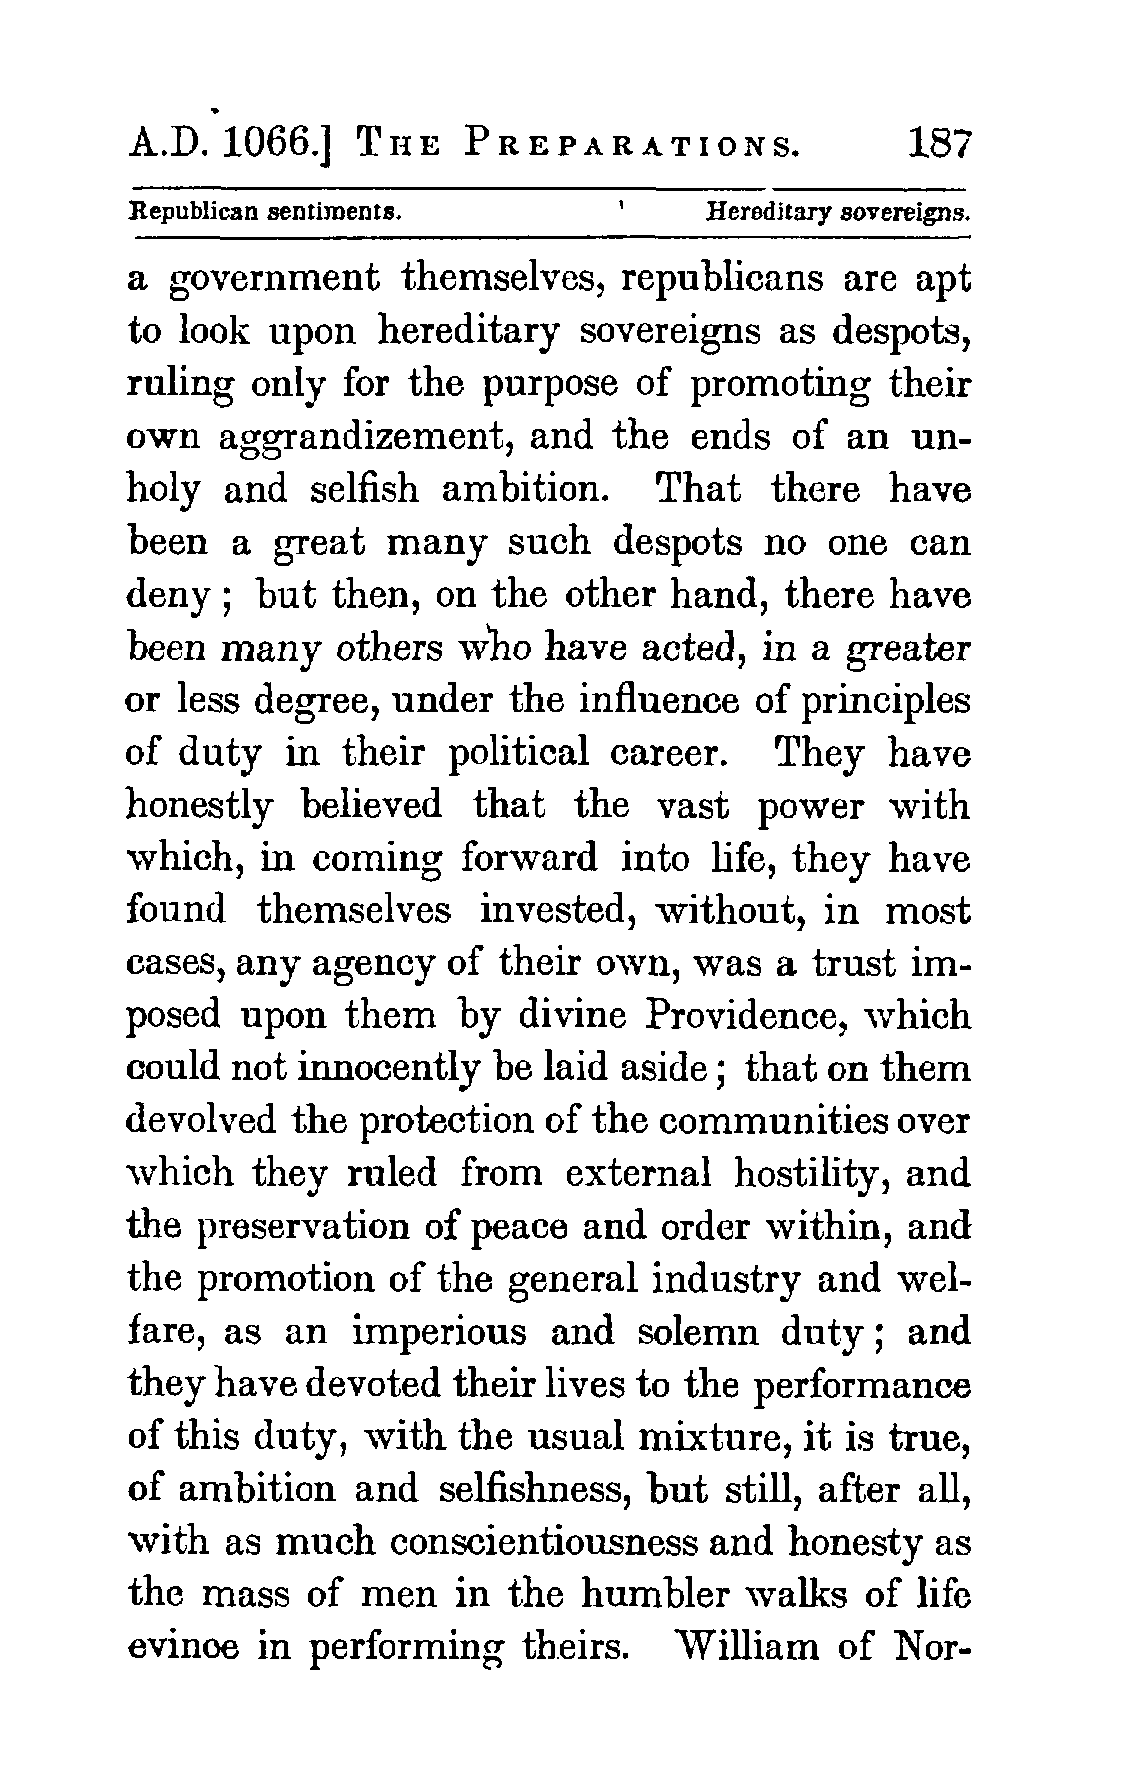 A.D. 1066.] THE PREPARATIONS. 187
Republican sentiments. Hereditary sovereigns.
a government themselves, republicans are apt
to look upon hereditary sovereigns as despots,
ruling only for the purpose of promoting their
own aggrandizement, and the ends of an un-
holy and selfish ambition. That there have
been a great many such despots no one can
deny ; but then, on the other hand, there have
been many others who have acted, in a greater
or less degree, under the influence of principles
of duty in their political career. They have
honestly believed that the vast power with
which, in coming forward into life, they have
found themselves invested, without, in most
cases, any agency of their own, was a trust im-
posed upon them by divine Providence, which
could not innocently be laid aside ; that on them
devolved the protection of the communities over
which they ruled from external hostility, and
the preservation of peace and order within, and
the promotion of the general industry and wel-
fare, as an imperious and solemn duty ; and
they have devoted their lives to the performance
of this duty, with the usual mixture, it is true,
of ambition and selfishness, but still, after all,
with as much conscientiousness and honesty as
the mass of men in the humbler walks of life
evince in performing theirs. William of Nor-